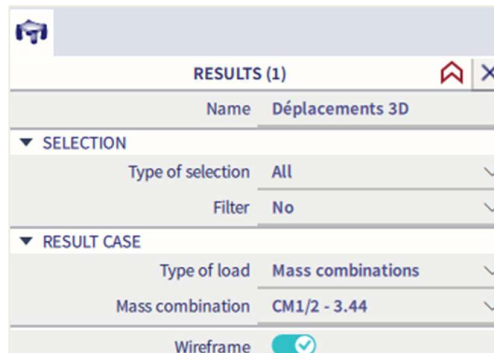 RESULTS (1)
Name Déplacements 3D
SELECTION
Type of selection All
Filter No
RESULT CASE
Type of load Mass combinations
Mass combination CM1/2 - 3.44
Wireframe